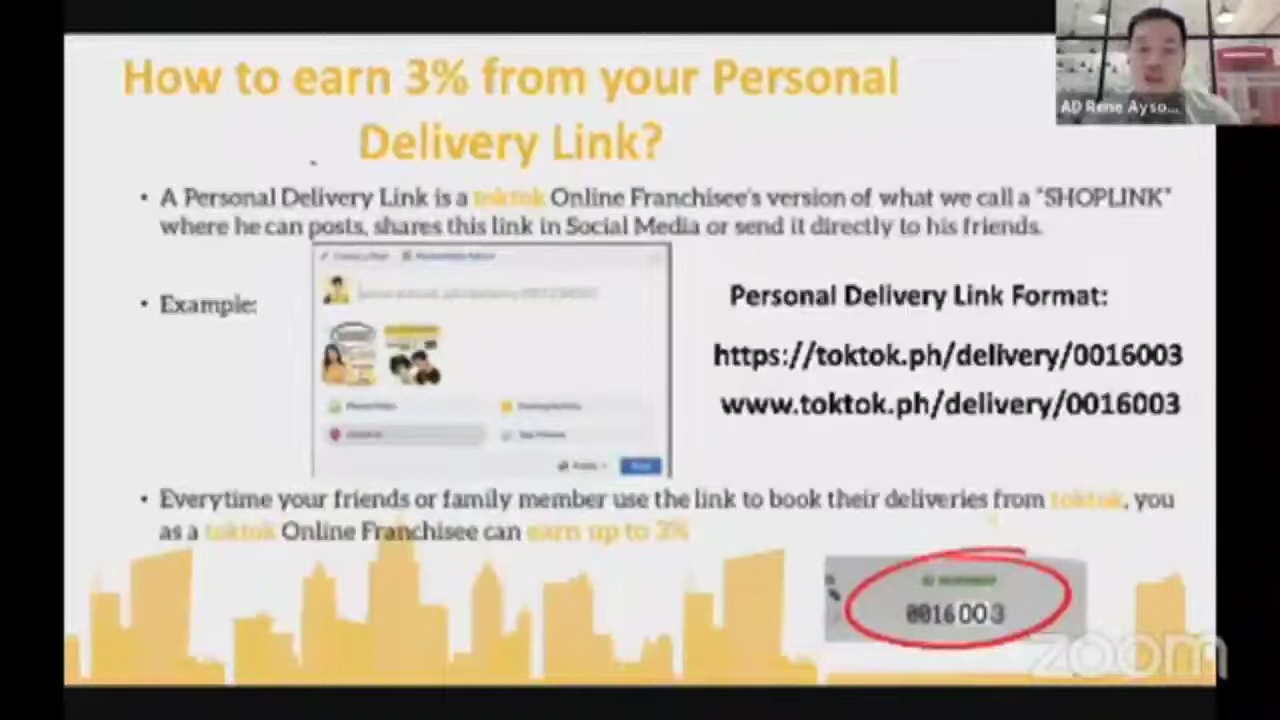 How to earn 3% from your Personal
Delivery Link?
AD Rene Ayso...
• A Personal Delivery Link is a toktok Online Franchisee's version of what we call a "SHOPLINK"
where he can posts, shares this link in Social Media or send it directly to his friends.
• Example:
Personal Delivery Link Format:
https://toktok.ph/delivery/0016003
www.toktok.ph/delivery/0016003
• Everytime your friends or family member use the link to book their deliveries from toktok, you
as a toktok Online Franchisee can earn up to 3%
0016003
zoom